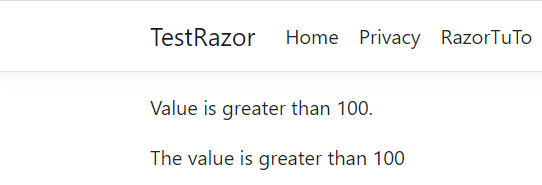 TestRazor Home Privacy RazorTuTo
Value is greater than 100.
The value is greater than 100